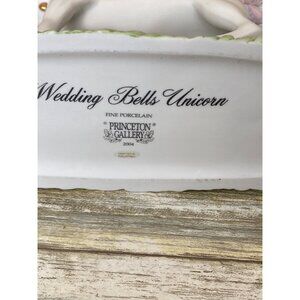 Wedding Bells Unicorn
FINE PORCELAIN
PRINCETON
GALLERY
2004